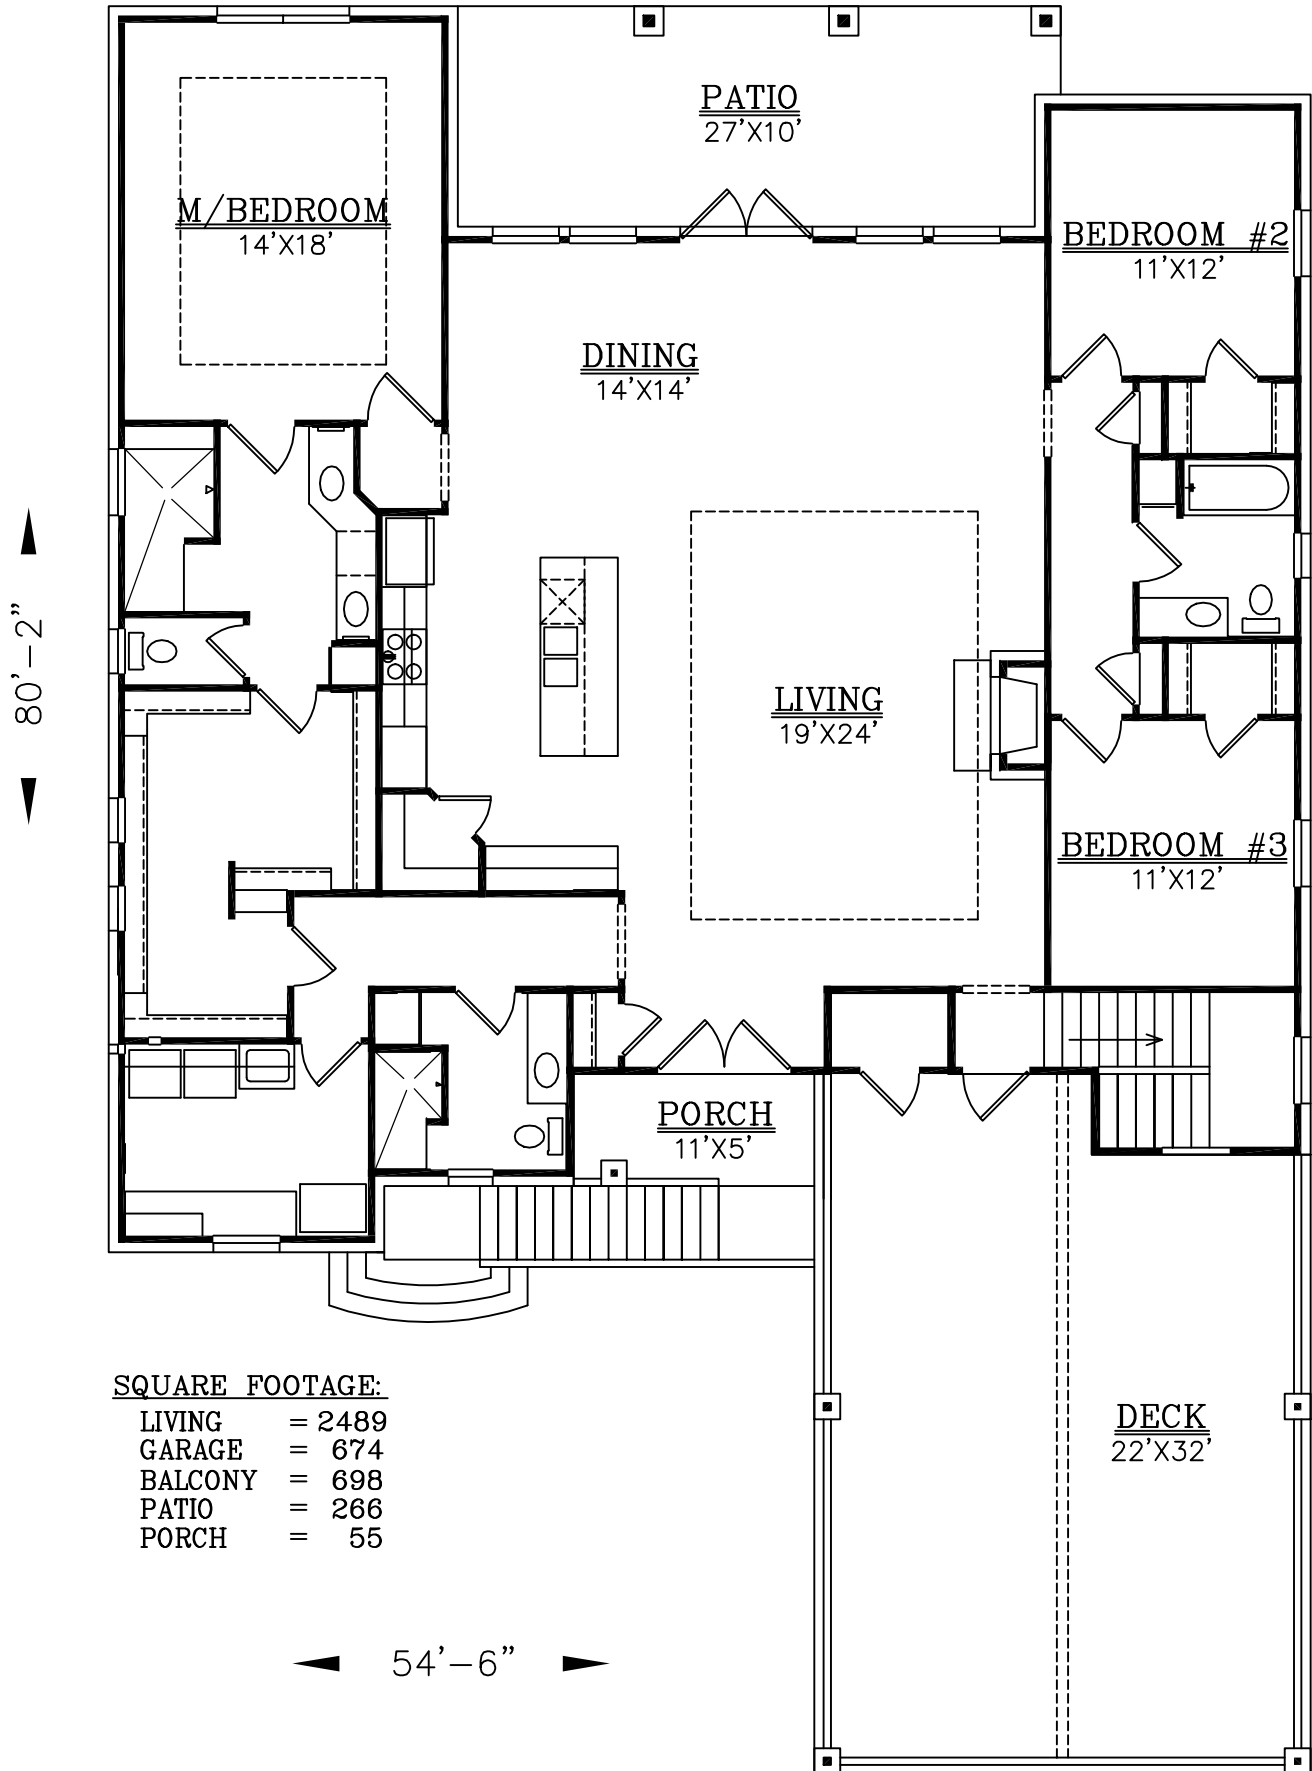 PATIO
27'X10'
M/BEDROOM
14'X18'
BEDROOM #2
11'X12'
DINING
14'X14'
80'-2"
LIVING
19'X24'
BEDROOM #3
11'X12'
PORCH
11'X5'
SQUARE FOOTAGE:
LIVING = 2489
GARAGE = 674
BALCONY = 698
PATIO = 266
PORCH = 55
DECK
22'X32'
54'-6"